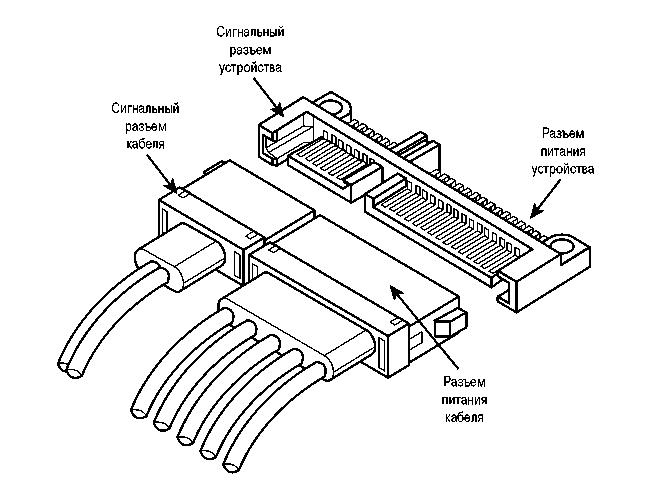 Сигнальный
разъем
устройства
Сигнальный
разъем
кабеля
Разъем
питания
устройства
Разъем
питания
кабеля